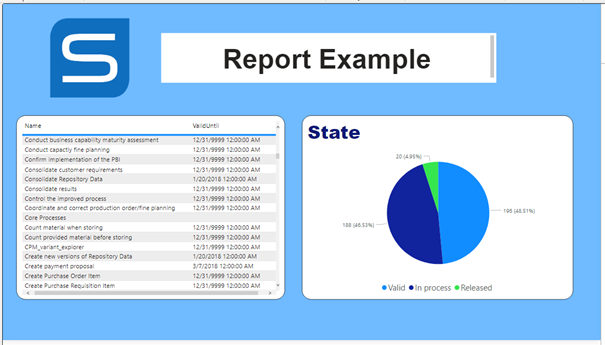 S
Report Example
Name ValidUntil
Conduct business capability maturity assessment 12/31/9999 12:00:00 AM
Conduct capactiy fine planning 12/31/9999 12:00:00 AM
Confirm implementation of the PBI 12/31/9999 12:00:00 AM
Consolidate customer requirements 12/31/9999 12:00:00 AM
Consolidate Repository Data 1/20/2018 12:00:00 AM
Consolidate results 12/31/9999 12:00:00 AM
Control the improved process 12/31/9999 12:00:00 AM
Coordinate and correct production order/fine planning 12/31/9999 12:00:00 AM
Core Processes 12/31/9999 12:00:00 AM
Count material when storing 12/31/9999 12:00:00 AM
Count provided material before storing 12/31/9999 12:00:00 AM
CPM_variant_explorer 12/31/9999 12:00:00 AM
Create new versions of Repository Data 1/20/2018 12:00:00 AM
Create payment proposal 3/7/2018 12:00:00 AM
Create Purchase Order Item 12/31/9999 12:00:00 AM
Create Purchase Requisition Item 12/31/9999 12:00:00 AM
State
20 (4.95%)
196 (48.51%)
188 (46.53%)
Valid In process Released